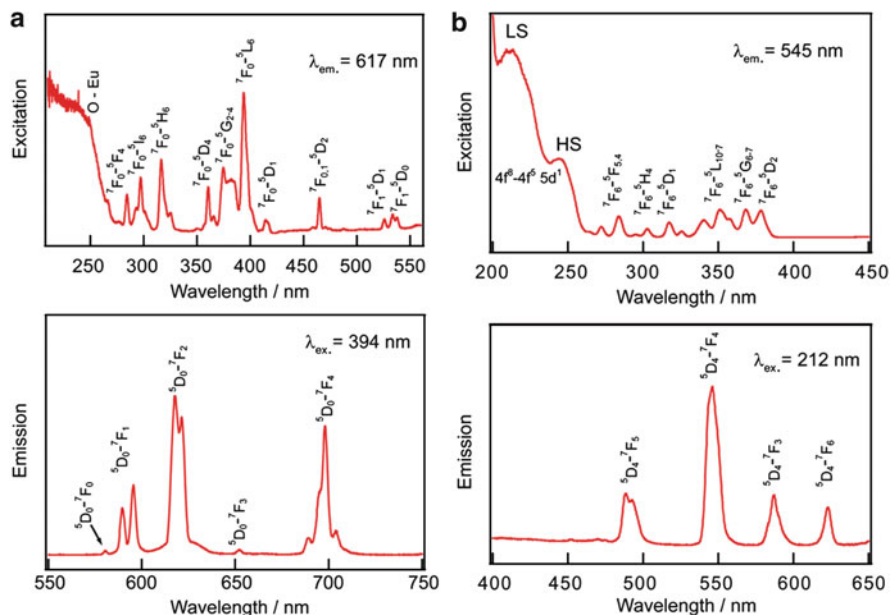 a
Excitation
O - Eu
⁷F₀-⁵F₄
⁷F₀-⁵I₆
⁷F₀-⁵H₆
⁷F₀-⁵D₄
⁷F₀-⁵G₂₋₄
⁷F₀-⁵L₆
⁷F₀-⁵D₁
⁷F₀,₁-⁵D₂
⁷F₁-⁵D₁
⁷F₁-⁵D₀
λem. = 617 nm
250 300 350 400 450 500 550
Wavelength / nm
b
Excitation
LS
HS
4f⁸-4f⁵ 5d¹
⁷F₆-⁵F₅,₄
⁷F₆-⁵H₄
⁷F₆-⁵D₁
⁷F₆-⁵L₁₀₋₇
⁷F₆-⁵G₆₋₇
⁷F₆-⁵D₂
λem. = 545 nm
200 250 300 350 400 450
Wavelength / nm
Emission
⁵D₀-⁷F₀
⁵D₀-⁷F₁
⁵D₀-⁷F₂
⁵D₀-⁷F₃
⁵D₀-⁷F₄
λex. = 394 nm
550 600 650 700 750
Wavelength / nm
Emission
⁵D₄-⁷F₅
⁵D₄-⁷F₄
⁵D₄-⁷F₃
⁵D₄-⁷F₆
λex. = 212 nm
400 450 500 550 600 650
Wavelength / nm